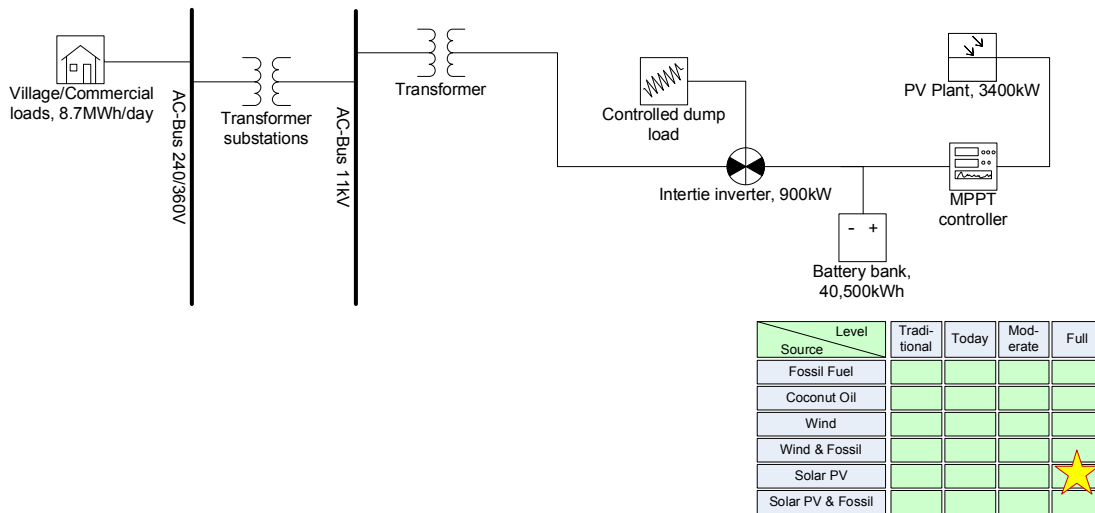 Village/Commercial
loads, 8.7MWh/day
AC-Bus 240/360V
Transformer
substations
AC-Bus 11kV
Transformer
Controlled dump
load
Intertie inverter, 900kW
PV Plant, 3400kW
MPPT
controller
- +
Battery bank,
40,500kWh
Level
Source
Tradi-
tional
Today
Mod-
erate
Full
Fossil Fuel
Coconut Oil
Wind
Wind & Fossil
Solar PV
Solar PV & Fossil